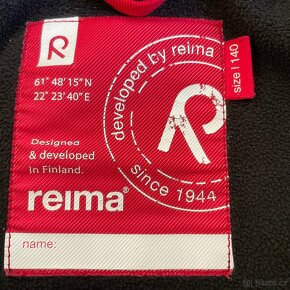 R
61° 48' 15" N
22° 23' 40" E
developed by reima
R
since 1944
size | 140
Designed
& developed
in Finland.
reima®
name: